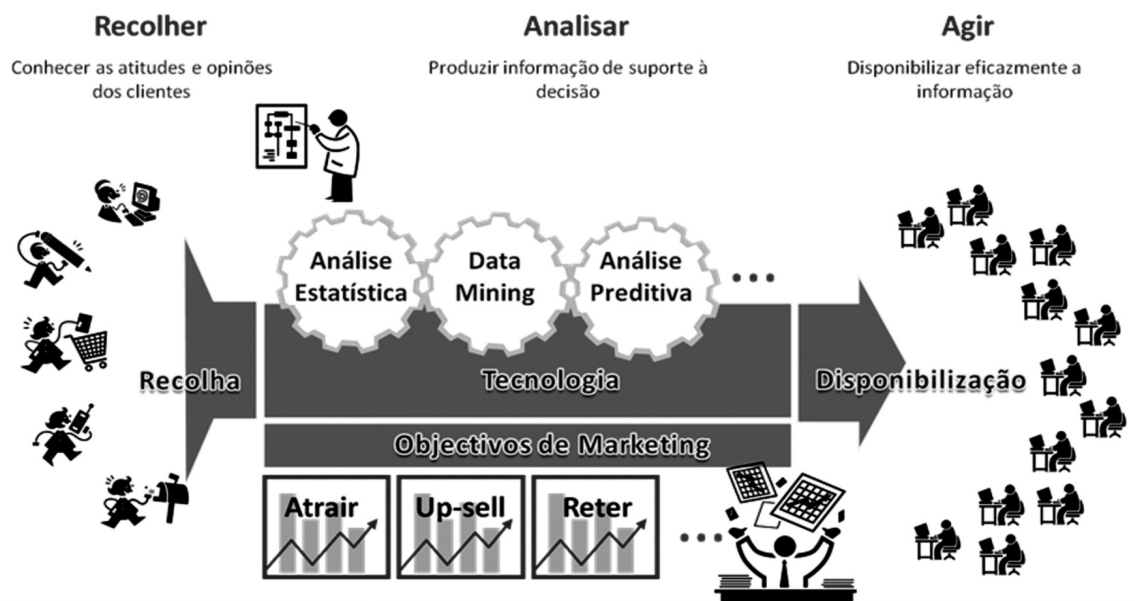 Recolher
Conhecer as atitudes e opiniões
dos clientes
Analisar
Produzir informação de suporte à
decisão
Agir
Disponibilizar eficazmente a
informação
Análise
Estatística
Data
Mining
Análise
Preditiva
Recolha
Tecnologia
Disponibilização
Objectivos de Marketing
Atrair
Up-sell
Reter